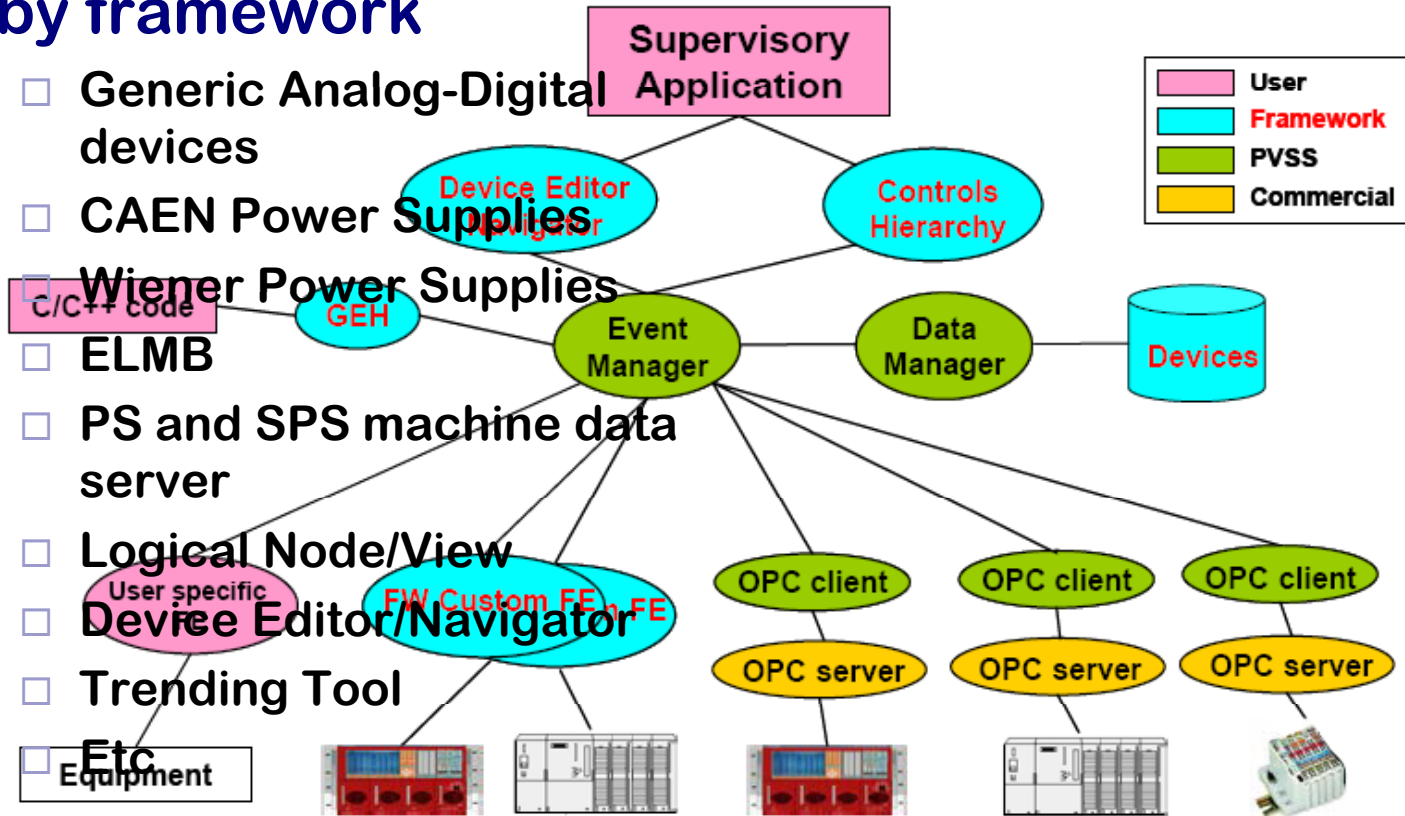 by framework
Generic Analog-Digital
devices
CAEN Power Supplies
Wiener Power Supplies
ELMB
PS and SPS machine data
server
Logical Node/View
Device Editor/Navigator
Trending Tool
Etc
Supervisory
Application
User
Framework
PVSS
Commercial
Device Editor
Navigator
Controls
Hierarchy
C/C++ code
GEH
Event
Manager
Data
Manager
Devices
User specific
FW Custom FE
FE
OPC client
OPC client
OPC client
OPC server
OPC server
OPC server
Equipment